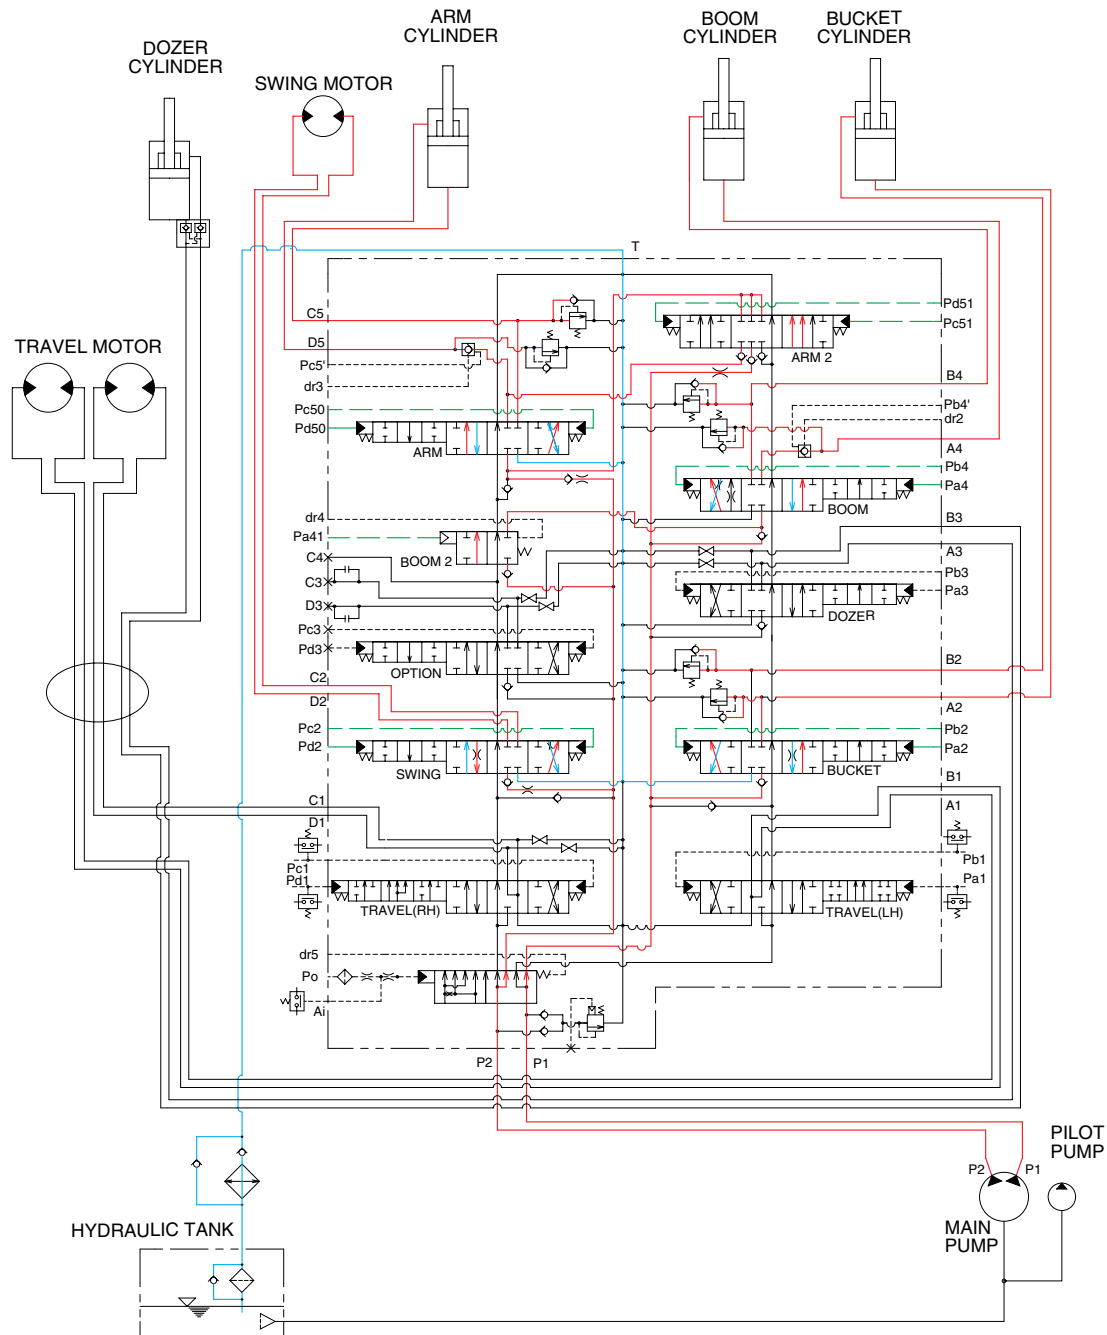 ARM
CYLINDER
BOOM
CYLINDER
BUCKET
CYLINDER
DOZER
CYLINDER
SWING MOTOR
TRAVEL MOTOR
T
C5
D5
Pc5'
dr3
Pc50
Pd50
ARM
dr4
Pa41
BOOM 2
C4
C3
D3
Pc3
Pd3
OPTION
C2
D2
Pc2
Pd2
SWING
C1
D1
Pc1
Pd1
TRAVEL(RH)
dr5
Po
Ai
Pd51
Pc51
ARM 2
B4
Pb4'
dr2
A4
Pb4
Pa4
BOOM
B3
A3
Pb3
Pa3
DOZER
B2
A2
Pb2
Pa2
BUCKET
B1
A1
Pb1
Pa1
TRAVEL(LH)
P2
P1
P2
P1
PILOT
PUMP
MAIN
PUMP
HYDRAULIC TANK